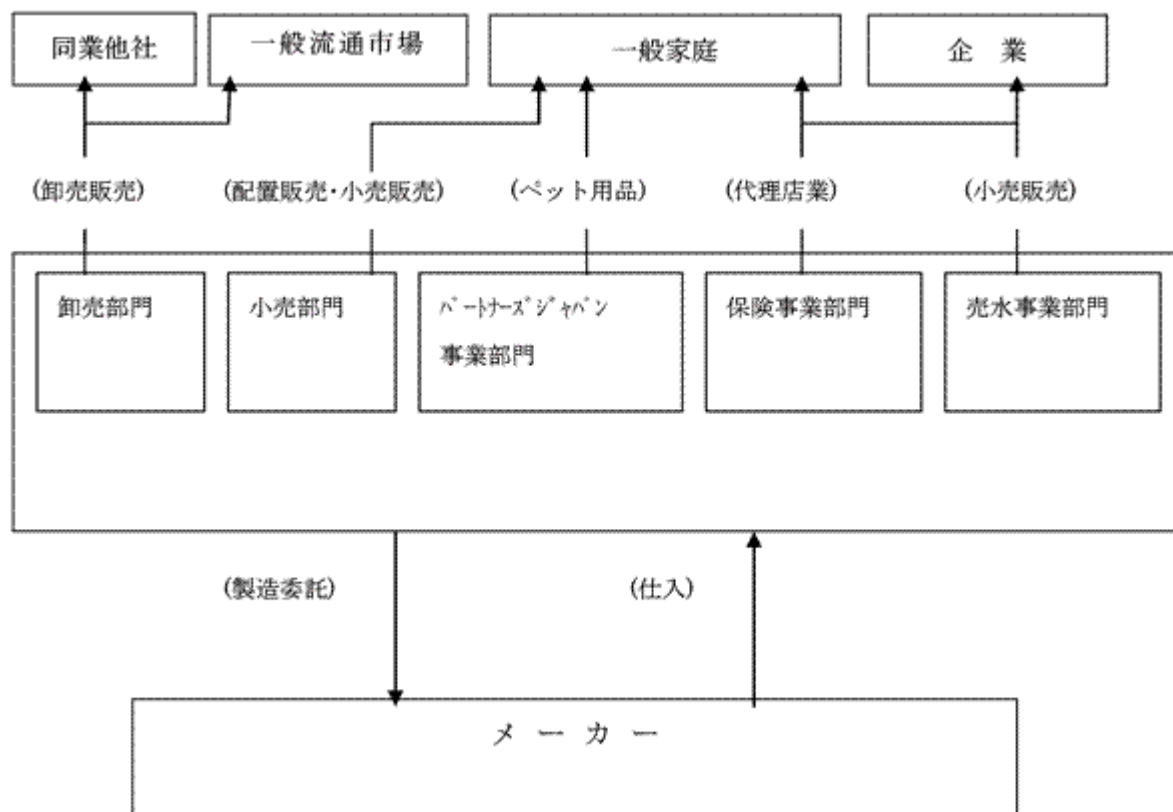 同業他社
一般流通市場
一般家庭
企 業
(卸売販売)
(配置販売・小売販売)
(ペット用品)
(代理店業)
(小売販売)
卸売部門
小売部門
ﾊﾟｰﾄﾅｰｽﾞｼﾞｬﾊﾟﾝ
事業部門
保険事業部門
売水事業部門
(製造委託)
(仕入)
メ ー カ ー